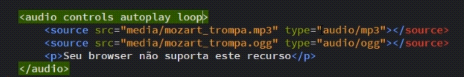 <audio controls autoplay loop>
<source src="media/mozart_trompa.mp3" type="audio/mp3"></source>
<source src="media/mozart_trompa.ogg" type="audio/ogg"></source>
<p>Seu browser não suporta este recurso</p>
</audio>